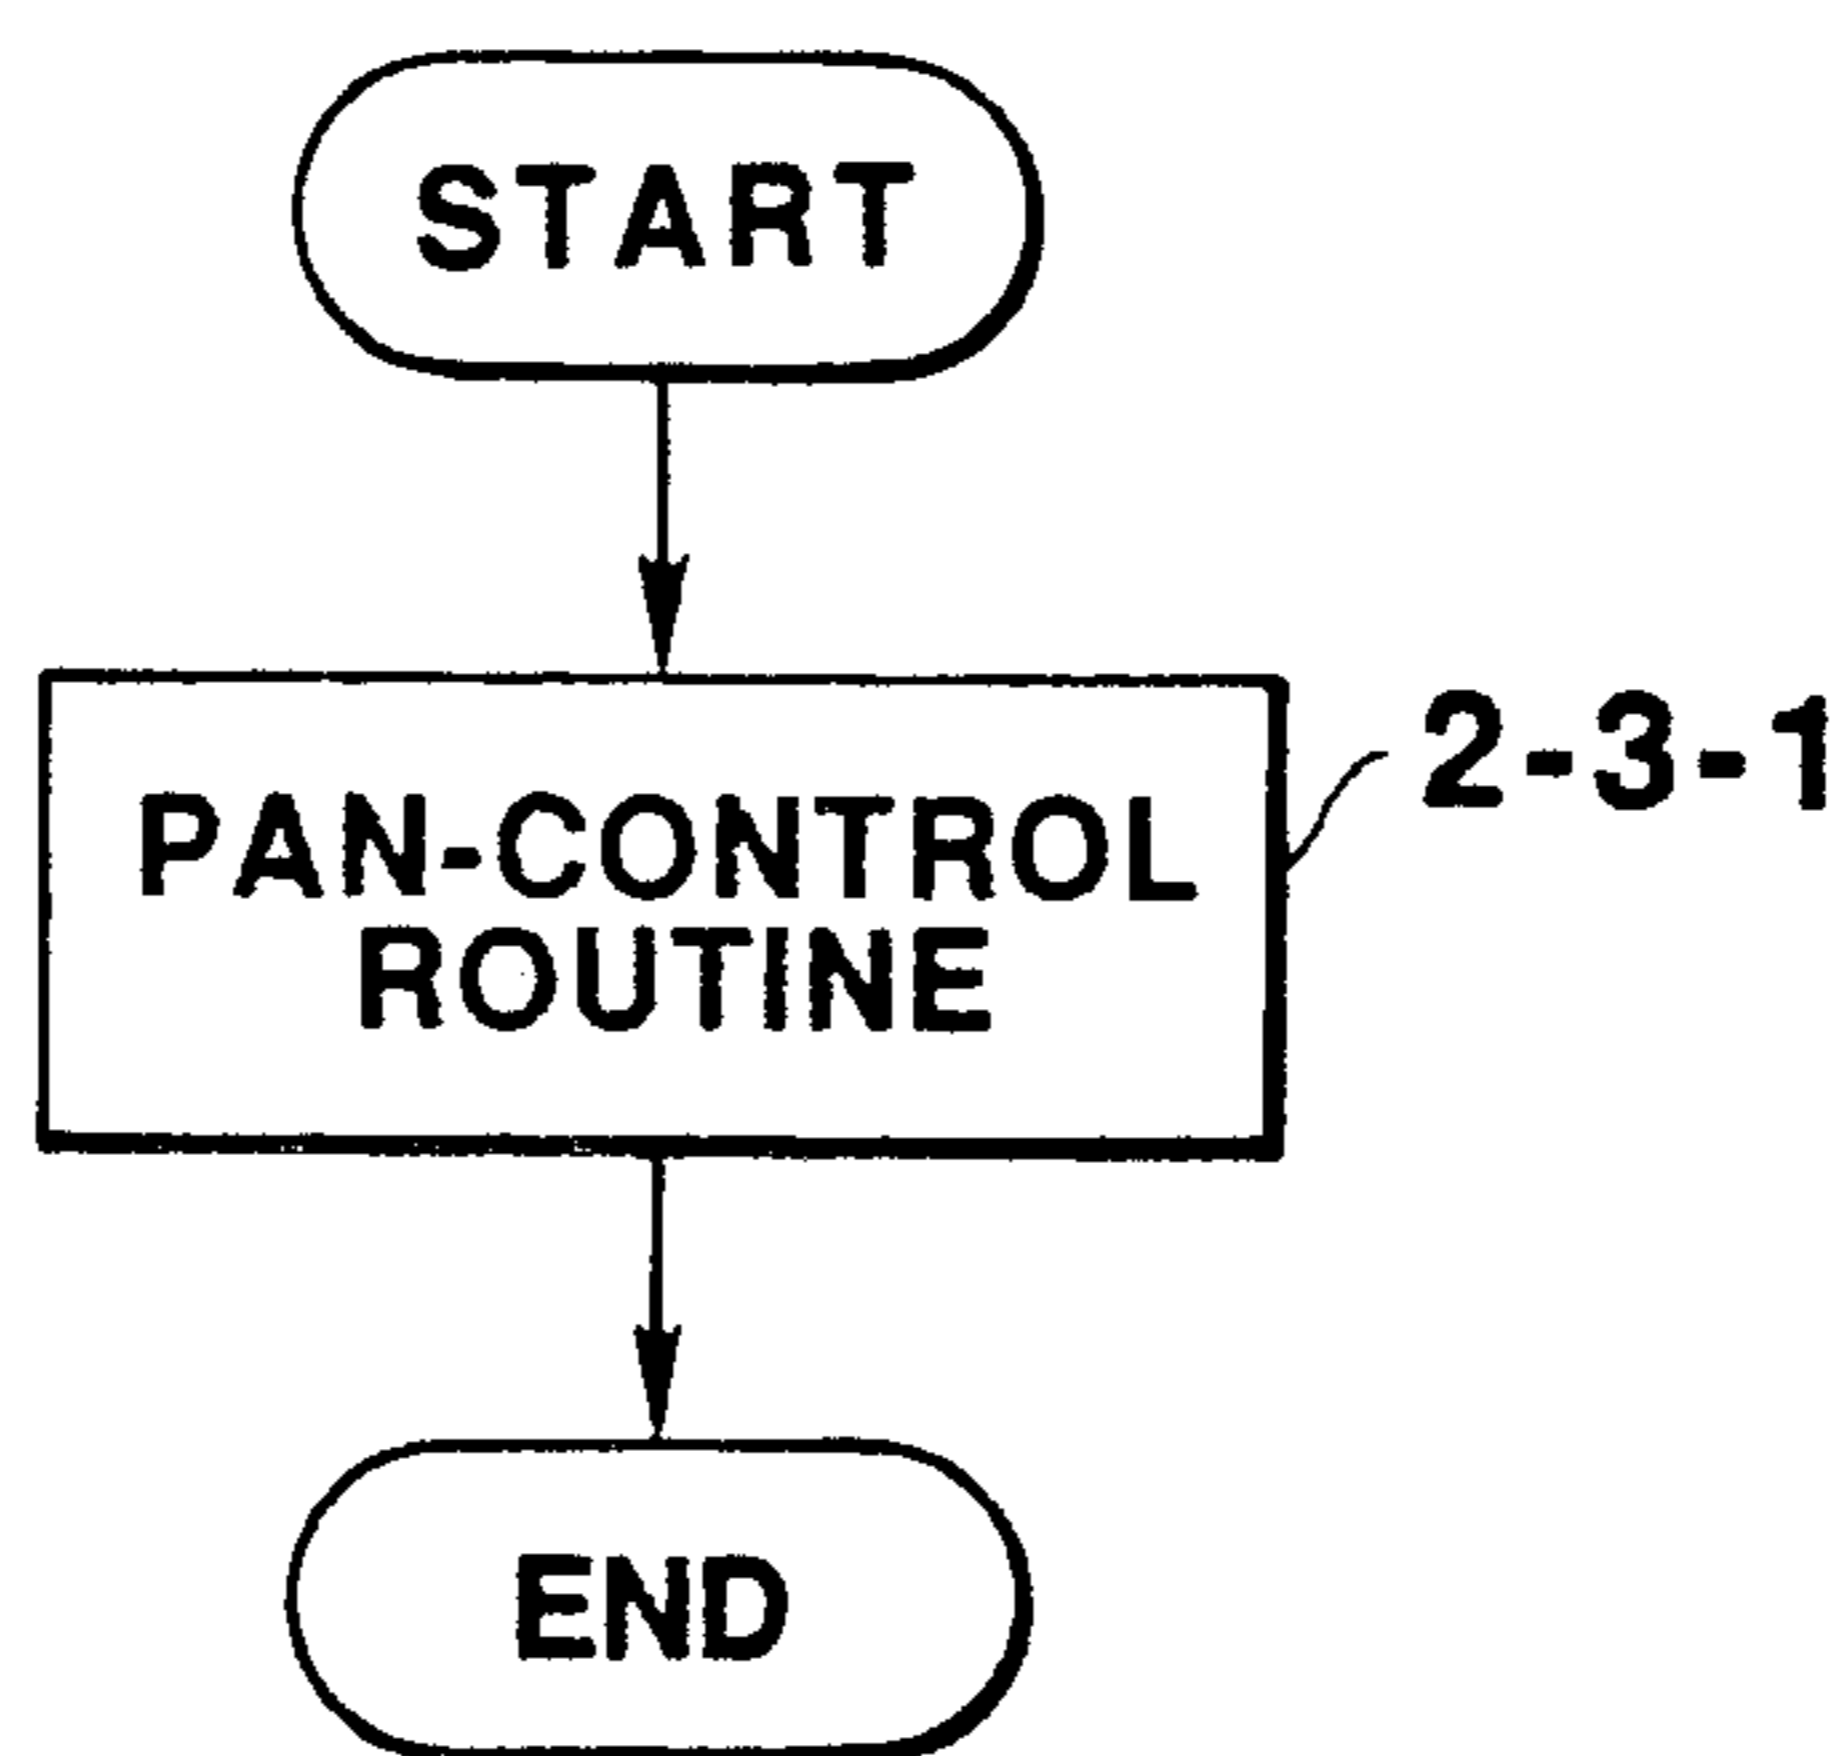 START
2-3-1
PAN-CONTROL
ROUTINE
END